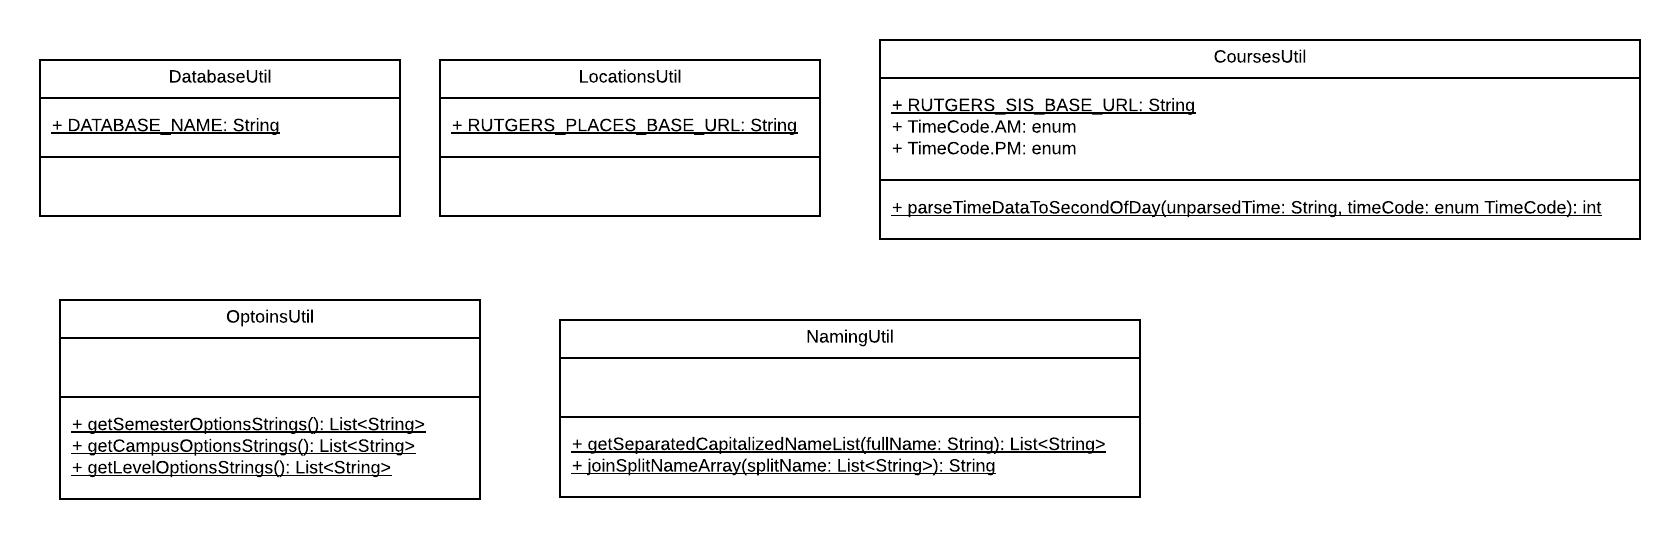 DatabaseUtil
+ DATABASE_NAME: String
LocationsUtil
+ RUTGERS_PLACES_BASE_URL: String
CoursesUtil
+ RUTGERS_SIS_BASE_URL: String
+ TimeCode.AM: enum
+ TimeCode.PM: enum
+ parseTimeDataToSecondOfDay(unparsedTime: String, timeCode: enum TimeCode): int
OptoinsUtil
+ getSemesterOptionsStrings(): List<String>
+ getCampusOptionsStrings(): List<String>
+ getLevelOptionsStrings(): List<String>
NamingUtil
+ getSeparatedCapitalizedNameList(fullName: String): List<String>
+ joinSplitNameArray(splitName: List<String>): String